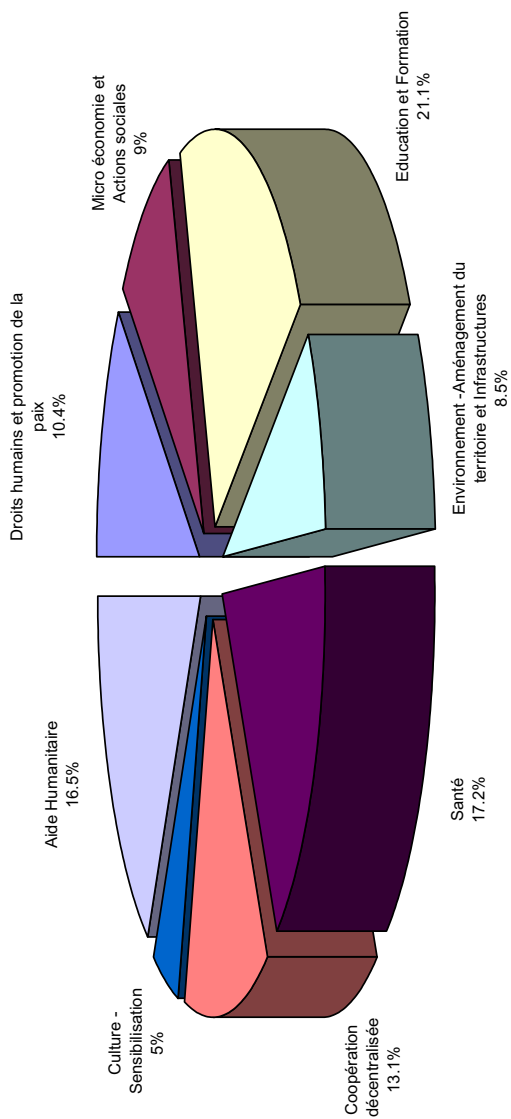 Droits humains et promotion de la
paix
10.4%
Micro économie et
Actions sociales
9%
Education et Formation
21.1%
Environnement -Aménagement du
territoire et Infrastructures
8.5%
Santé
17.2%
Coopération
décentralisée
13.1%
Culture -
Sensibilisation
5%
Aide Humanitaire
16.5%